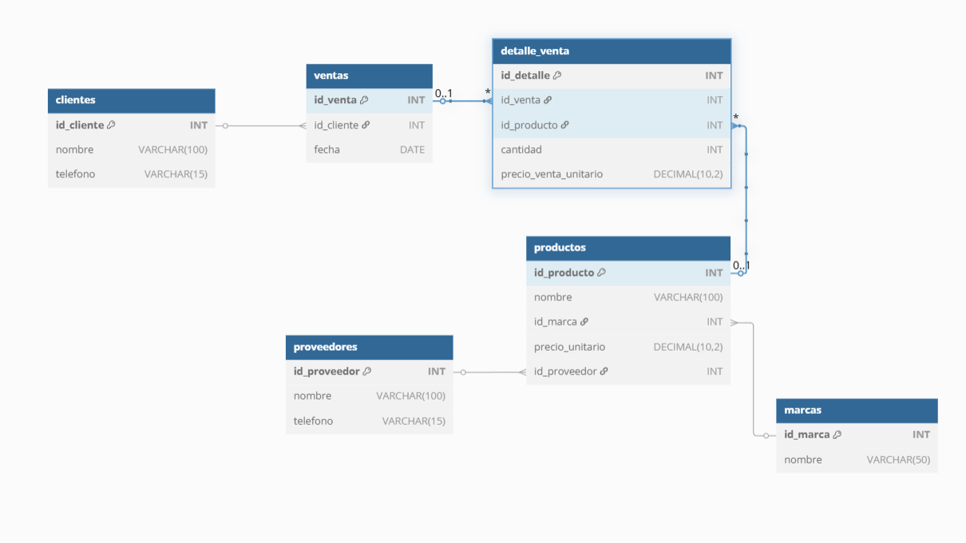 detalle_venta
id_detalle INT
id_venta INT
id_producto INT
cantidad INT
precio_venta_unitario DECIMAL(10,2)
ventas
id_venta INT
id_cliente INT
fecha DATE
0..1
*
clientes
id_cliente INT
nombre VARCHAR(100)
telefono VARCHAR(15)
*
productos
id_producto INT
nombre VARCHAR(100)
id_marca INT
precio_unitario DECIMAL(10,2)
id_proveedor INT
0..1
proveedores
id_proveedor INT
nombre VARCHAR(100)
telefono VARCHAR(15)
marcas
id_marca INT
nombre VARCHAR(50)